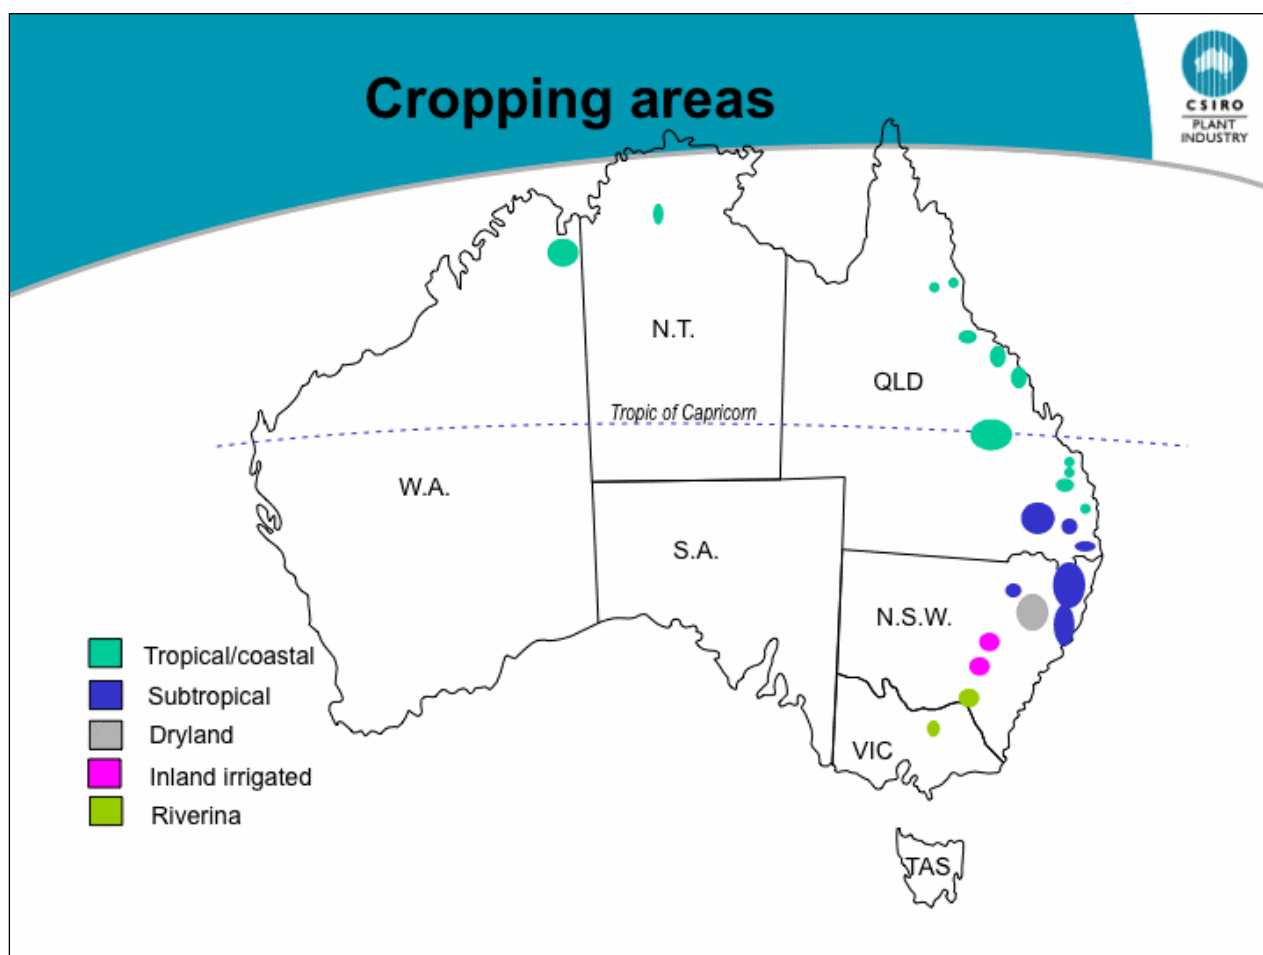 Cropping areas
CSIRO
PLANT
INDUSTRY
N.T.
QLD
Tropic of Capricorn
W.A.
S.A.
N.S.W.
VIC
TAS
Tropical/coastal
Subtropical
Dryland
Inland irrigated
Riverina